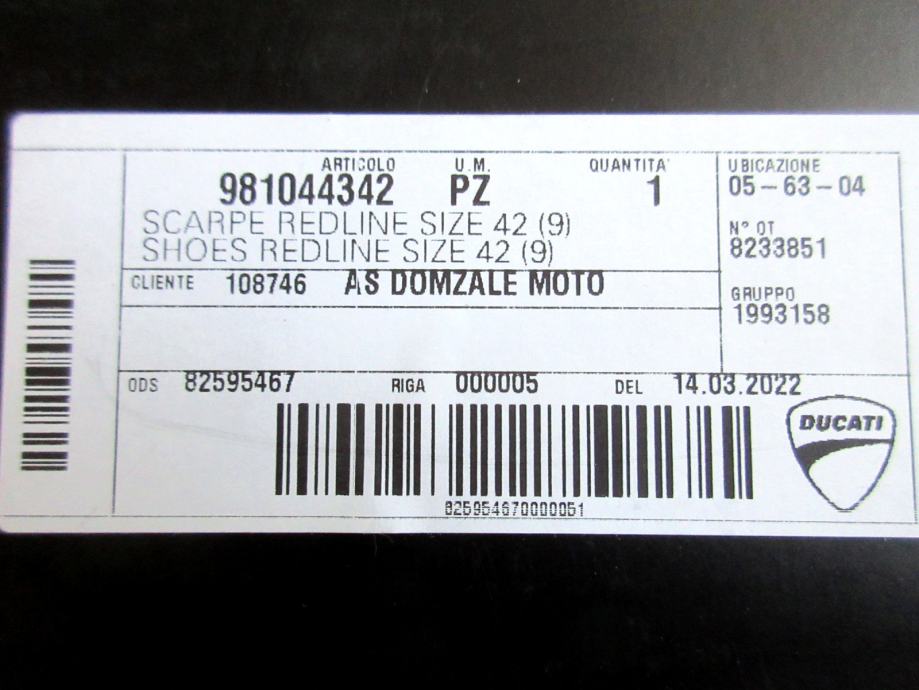 ARTICOLO U.M. QUANTITA' UBICAZIONE
981044342 PZ 1 05-63-04
SCARPE REDLINE SIZE 42 (9)
N° OT
SHOES REDLINE SIZE 42 (9) 8233851
CLIENTE 108746 AS DOMZALE MOTO
GRUPPO
1993158
ODS 82595467 RIGA 000005 DEL 14.03.2022
DUCATI
825954670000051